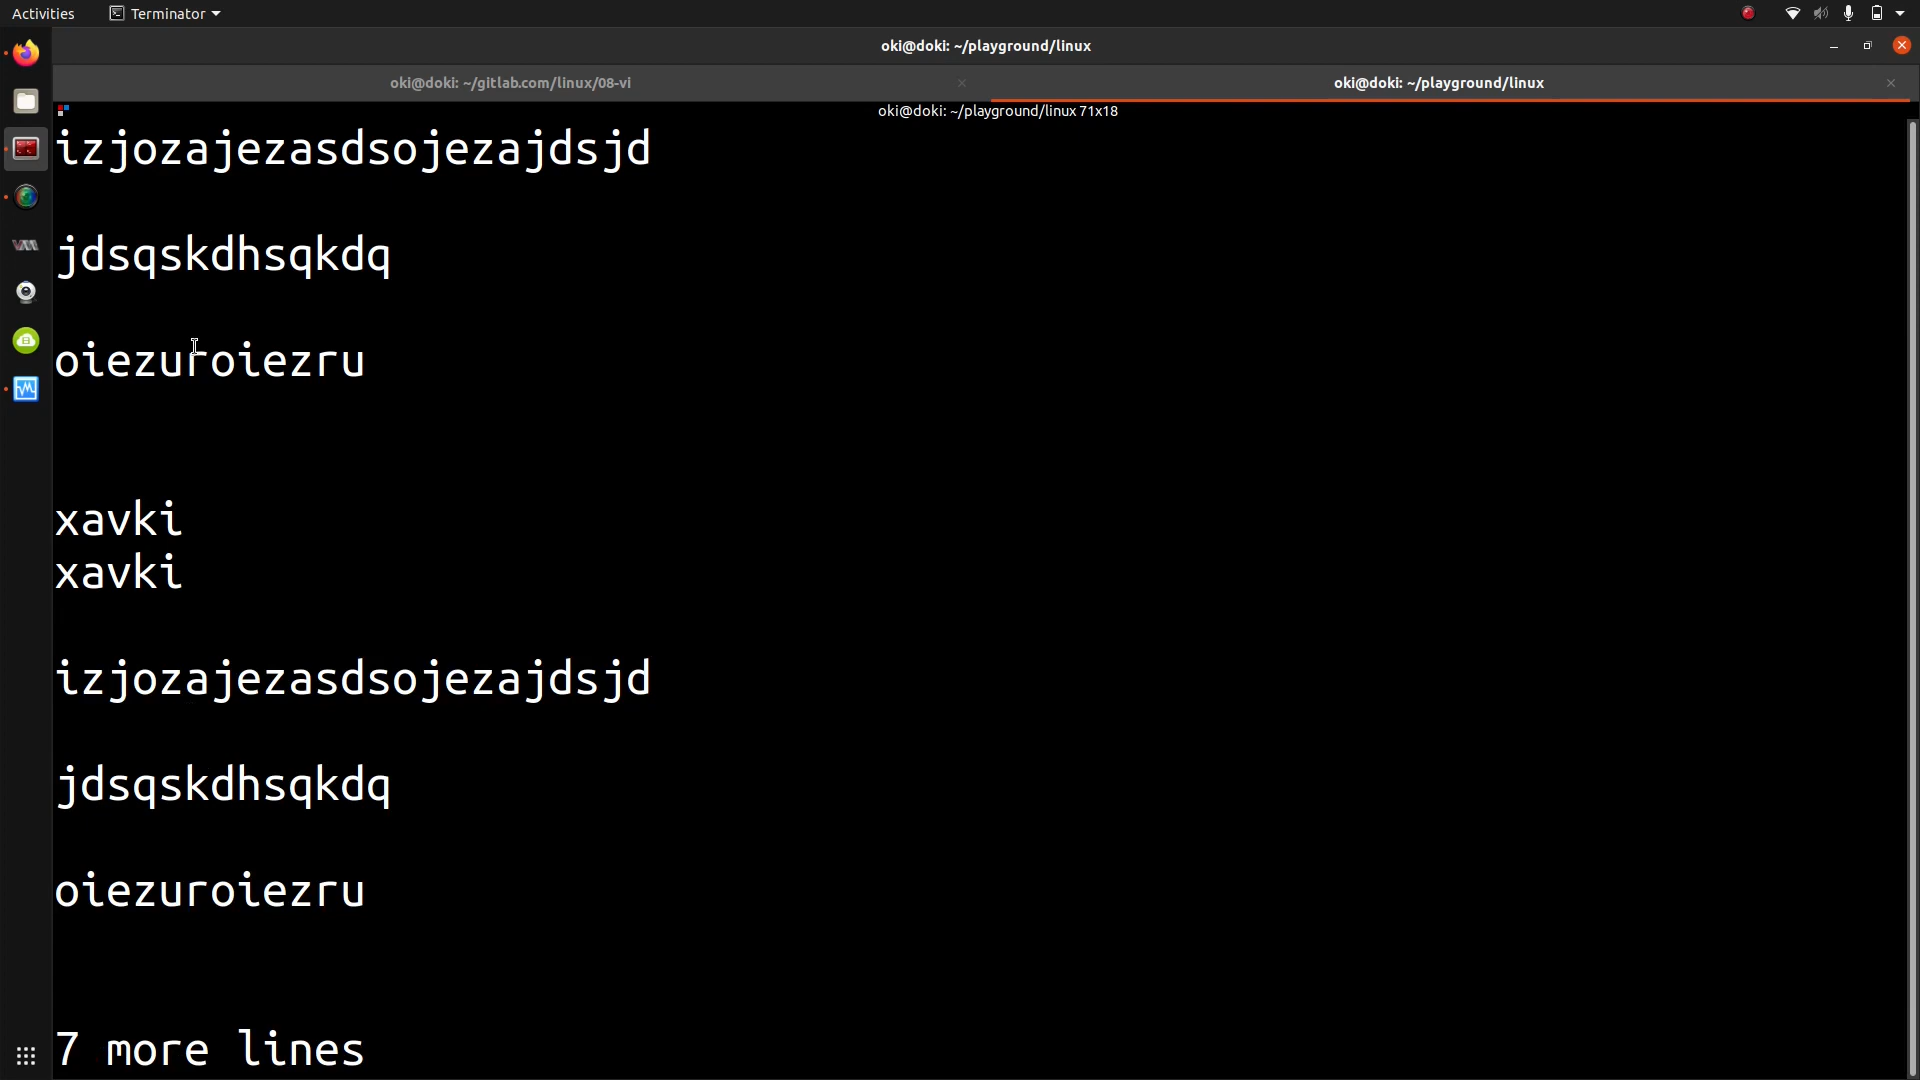 Activities
Terminator
oki@doki: ~/playground/linux
oki@doki: ~/gitlab.com/linux/08-vi
oki@doki: ~/playground/linux
oki@doki: ~/playground/linux 71x18
izjozajezasdsojezajdsjd
jdsqskdhsqkdq
oiezuroiezru
xavki
xavki
izjozajezasdsojezajdsjd
jdsqskdhsqkdq
oiezuroiezru
7 more lines